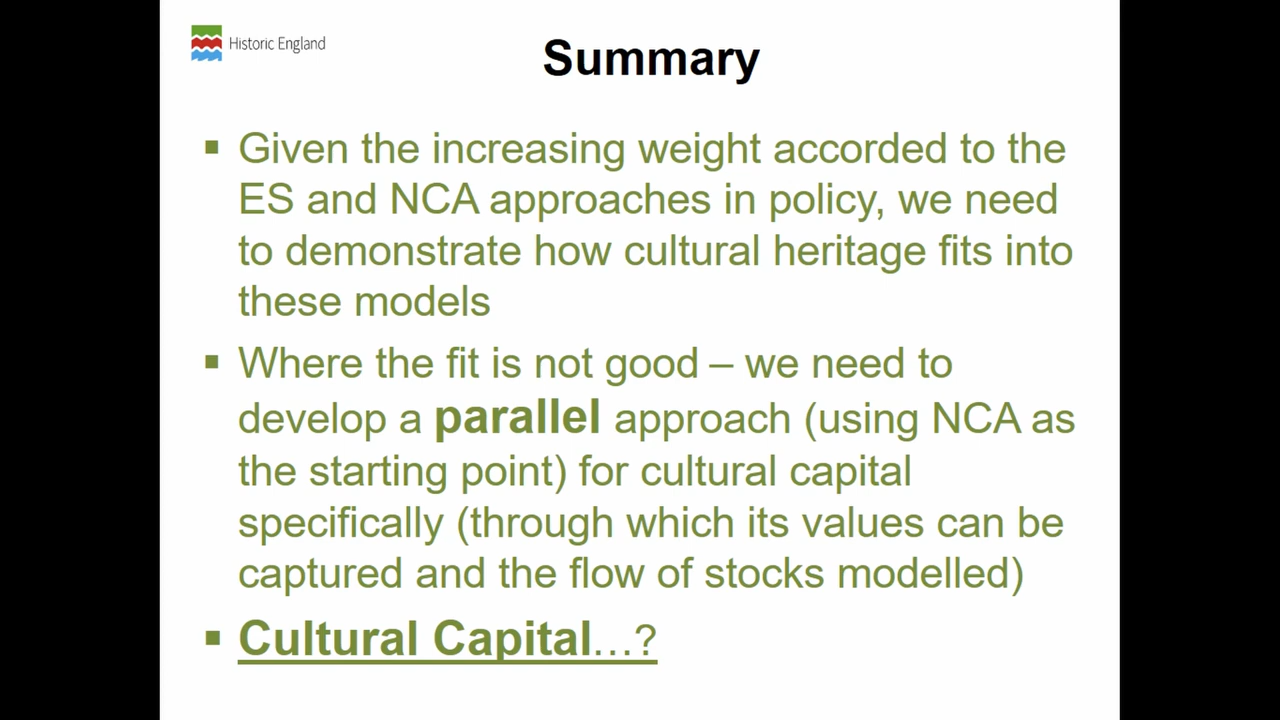 Historic England
Summary
▪ Given the increasing weight accorded to the
ES and NCA approaches in policy, we need
to demonstrate how cultural heritage fits into
these models
▪ Where the fit is not good – we need to
develop a parallel approach (using NCA as
the starting point) for cultural capital
specifically (through which its values can be
captured and the flow of stocks modelled)
▪ Cultural Capital…?